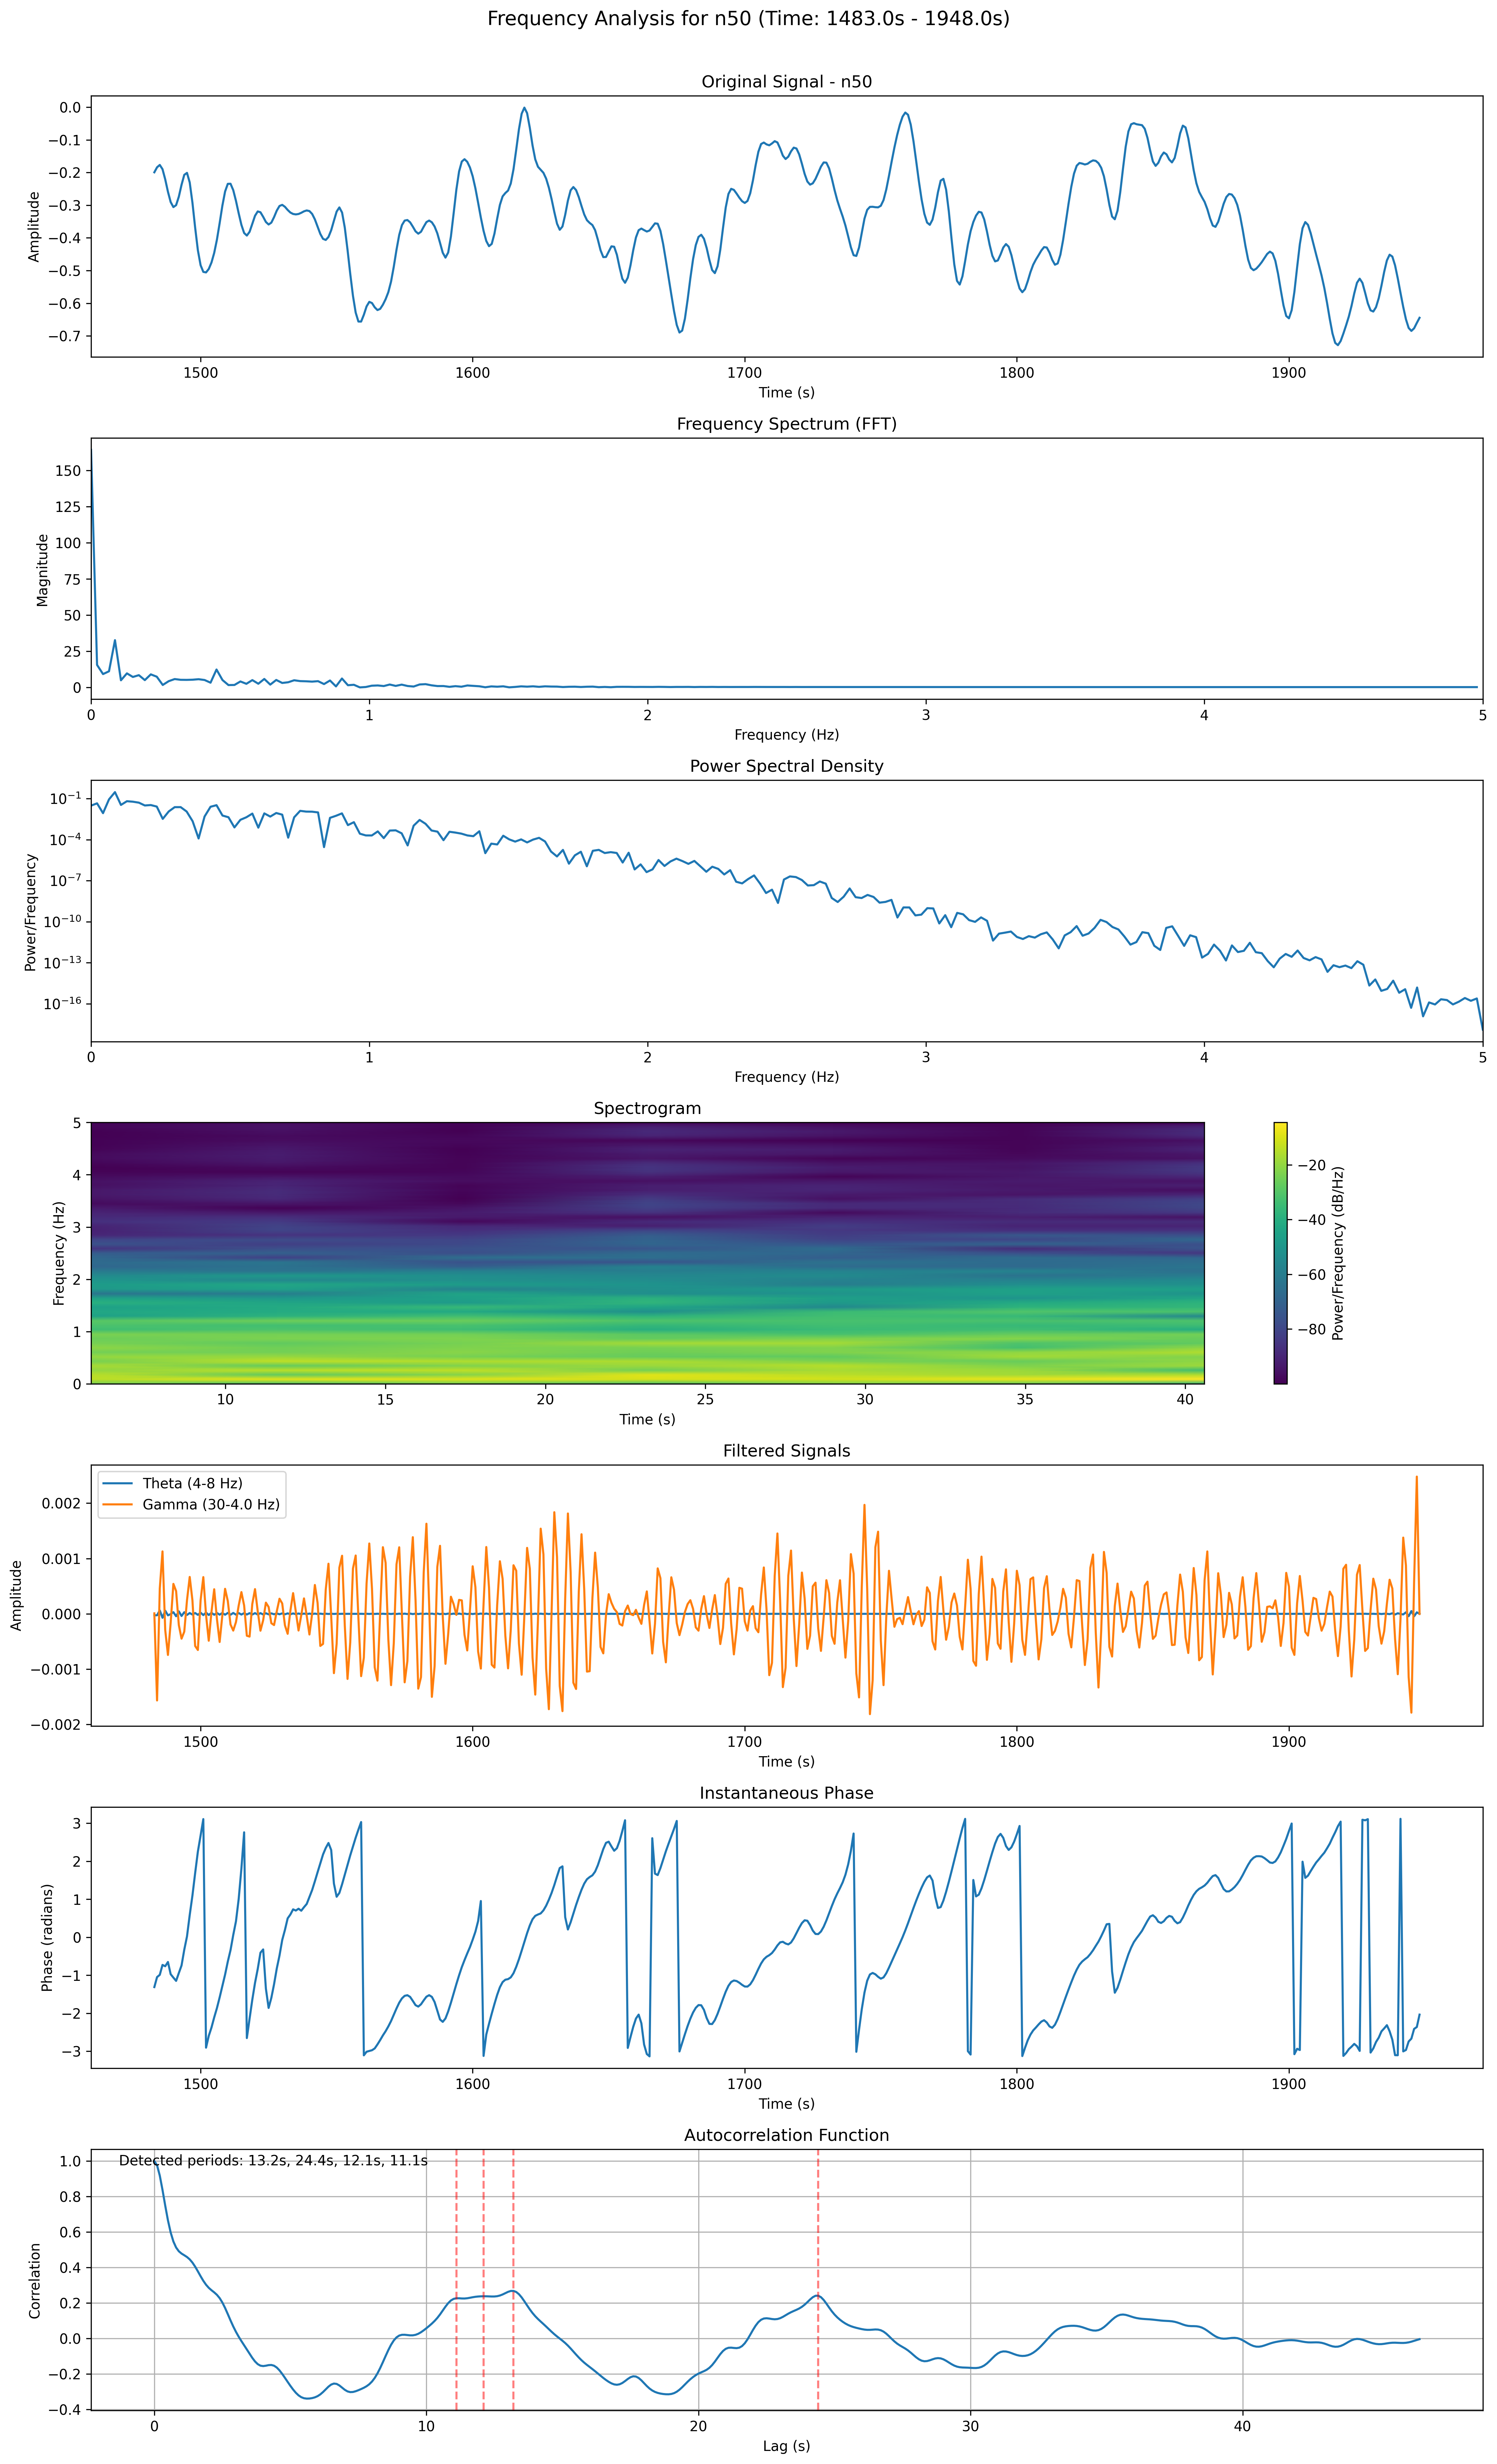 Frequency Analysis for n50 (Time: 1483.0s - 1948.0s)
Original Signal - n50
0.0
−0.1
−0.2
−0.3
−0.4
−0.5
−0.6
−0.7
Amplitude
1500 1600 1700 1800 1900
Time (s)
Frequency Spectrum (FFT)
150
125
100
75
50
25
0
Magnitude
0 1 2 3 4 5
Frequency (Hz)
Power Spectral Density
10⁻¹
10⁻⁴
10⁻⁷
10⁻¹⁰
10⁻¹³
10⁻¹⁶
Power/Frequency
0 1 2 3 4 5
Frequency (Hz)
Spectrogram
5
4
3
2
1
0
Frequency (Hz)
10 15 20 25 30 35 40
Time (s)
−20
−40
−60
−80
Power/Frequency (dB/Hz)
Filtered Signals
Theta (4-8 Hz)
Gamma (30-4.0 Hz)
0.002
0.001
0.000
−0.001
−0.002
Amplitude
1500 1600 1700 1800 1900
Time (s)
Instantaneous Phase
3
2
1
0
−1
−2
−3
Phase (radians)
1500 1600 1700 1800 1900
Time (s)
Autocorrelation Function
Detected periods: 13.2s, 24.4s, 12.1s, 11.1s
1.0
0.8
0.6
0.4
0.2
0.0
−0.2
−0.4
Correlation
0 10 20 30 40
Lag (s)